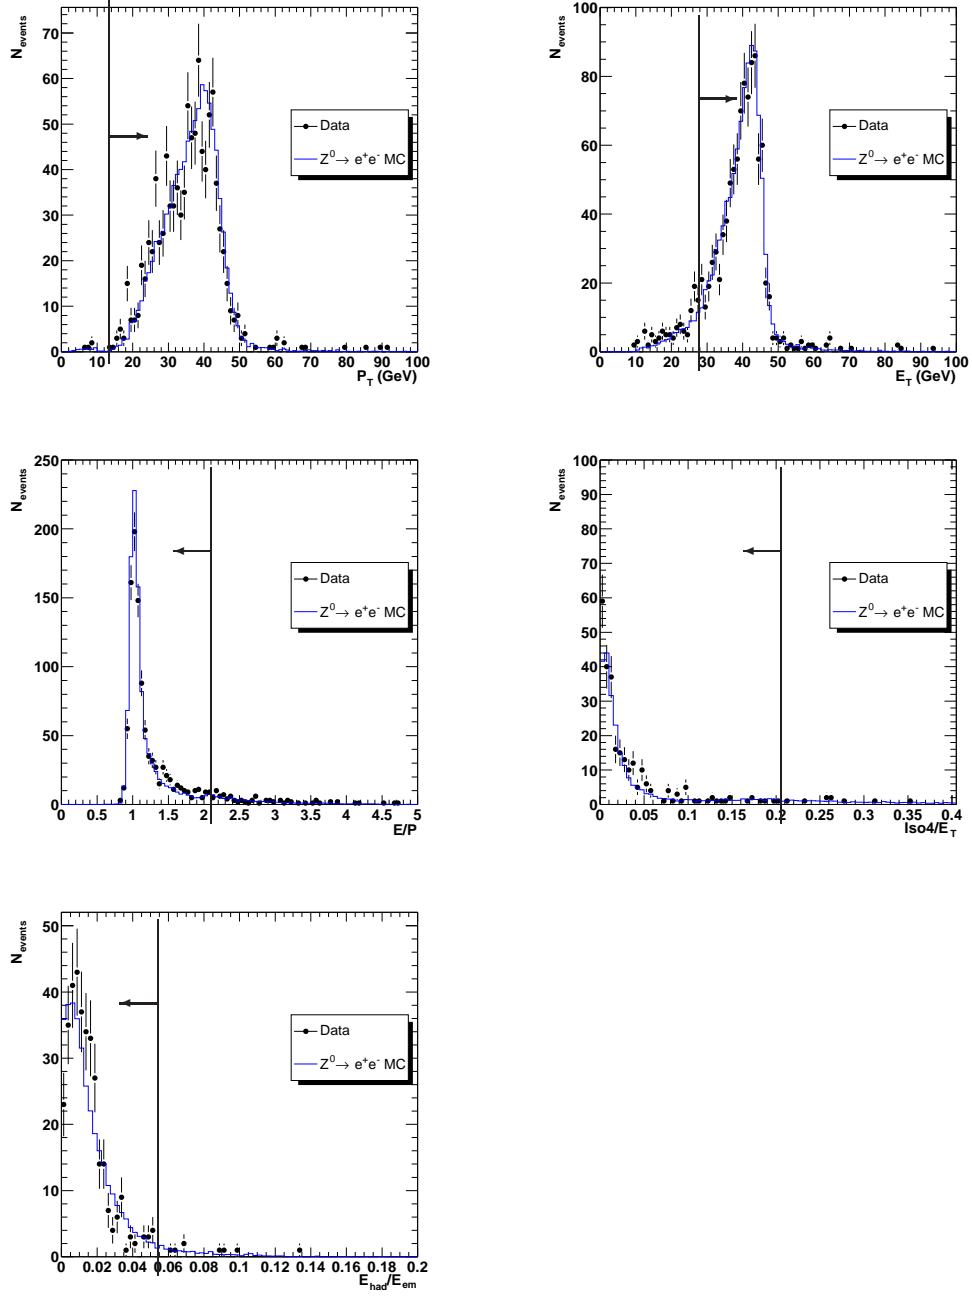 N_events
70
60
50
40
30
20
10
0
Data
Z⁰→ e⁺e⁻ MC
0 10 20 30 40 50 60 70 80 90 100
P_T (GeV)
N_events
100
80
60
40
20
0
Data
Z⁰→ e⁺e⁻ MC
0 10 20 30 40 50 60 70 80 90 100
E_T (GeV)
N_events
250
200
150
100
50
0
Data
Z⁰→ e⁺e⁻ MC
0 0.5 1 1.5 2 2.5 3 3.5 4 4.5 5
E/P
N_events
100
90
80
70
60
50
40
30
20
10
0
Data
Z⁰→ e⁺e⁻ MC
0 0.05 0.1 0.15 0.2 0.25 0.3 0.35 0.4
Iso4/E_T
N_events
50
40
30
20
10
0
Data
Z⁰→ e⁺e⁻ MC
0 0.02 0.04 0.06 0.08 0.1 0.12 0.14 0.16 0.18 0.2
E_had/E_em